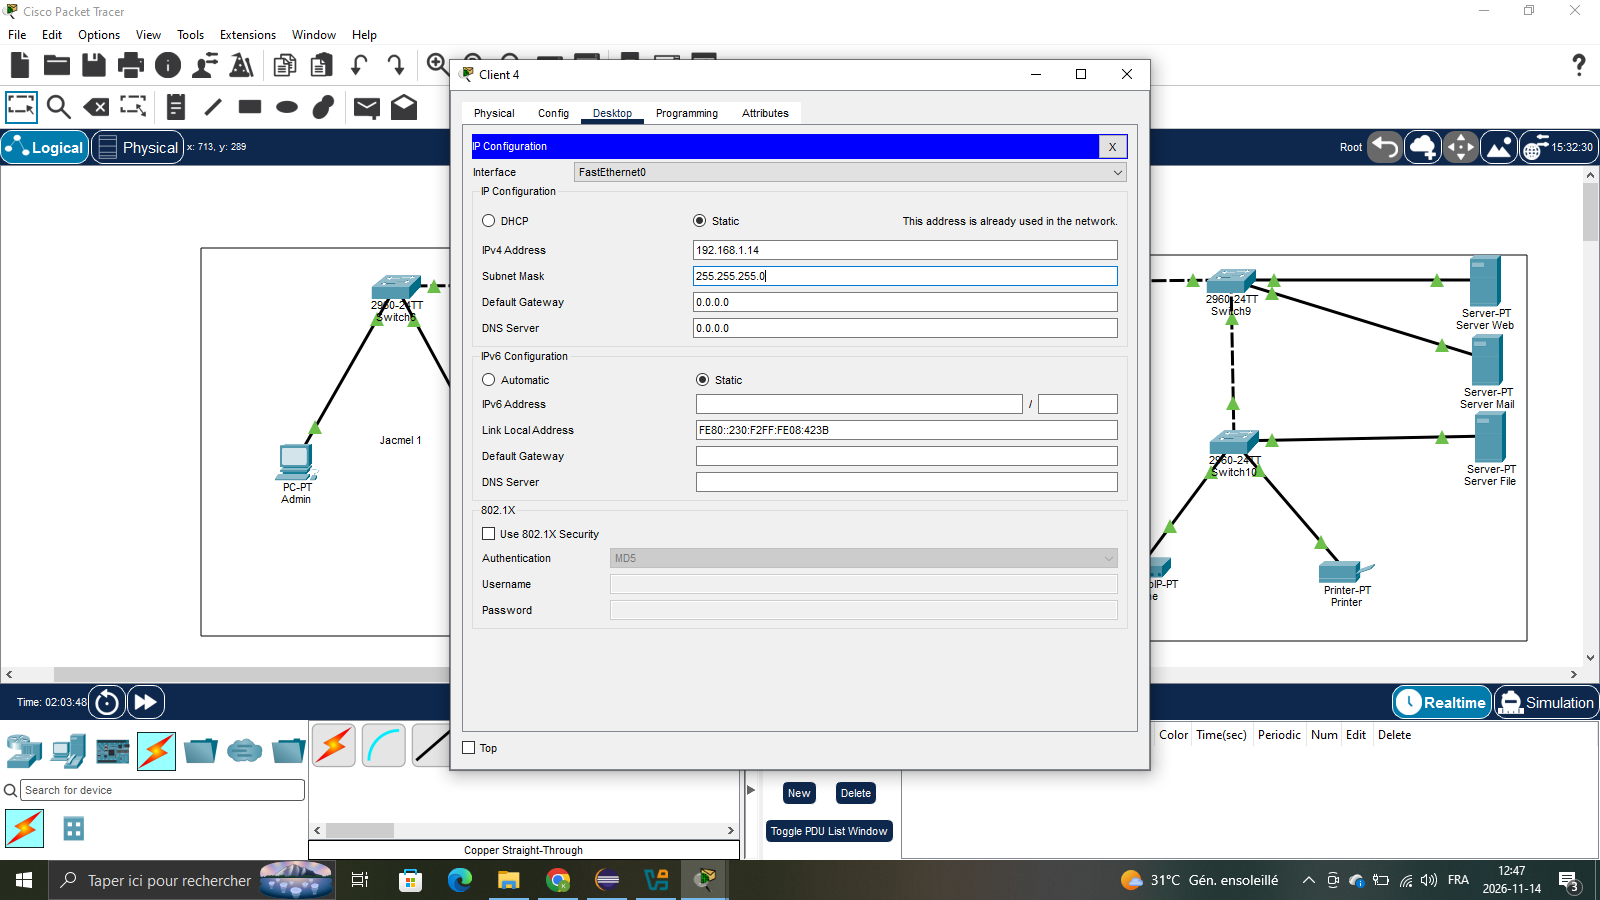 Cisco Packet Tracer
File Edit Options View Tools Extensions Window Help
Client 4
Physical Config Desktop Programming Attributes
Logical Physical x: 713, y: 289
Root 15:32:30
IP Configuration X
Interface FastEthernet0
IP Configuration
DHCP Static This address is already used in the network.
IPv4 Address 192.168.1.14
Subnet Mask 255.255.255.0
Default Gateway 0.0.0.0
DNS Server 0.0.0.0
IPv6 Configuration
Automatic Static
IPv6 Address /
Link Local Address FE80::230:F2FF:FE08:423B
Default Gateway
DNS Server
802.1X
Use 802.1X Security
Authentication MD5
Username
Password
Top
2960-24TT
Jacmel 1
PC-PT
Admin
2960-24TT
Switch9
Server-PT
Server Web
Server-PT
Server Mail
2960-24TT
Switch10
Server-PT
Server File
Printer-PT
Printer
Time: 02:03:48
Realtime Simulation
Search for device
Copper Straight-Through
New Delete
Toggle PDU List Window
Color Time(sec) Periodic Num Edit Delete
Taper ici pour rechercher
31°C Gén. ensoleillé
FRA
12:47
2026-11-14
3